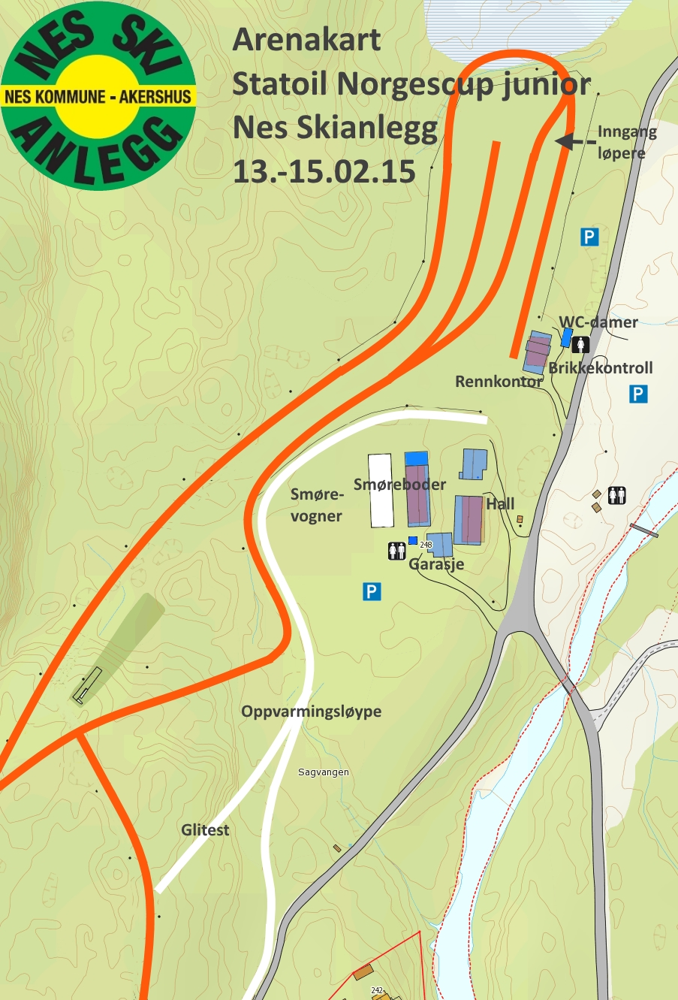 NES SKI
NES KOMMUNE - AKERSHUS
ANLEGG
Arenakart
Statoil Norgescup junior
Nes Skianlegg
13.-15.02.15
Inngang
løpere
P
WC-damer
Brikkekontroll
Rennkontor
P
Smøreboder
Smøre-
vogner
Hall
248
Garasje
P
Oppvarmingsløype
Sagvangen
Glitest
242